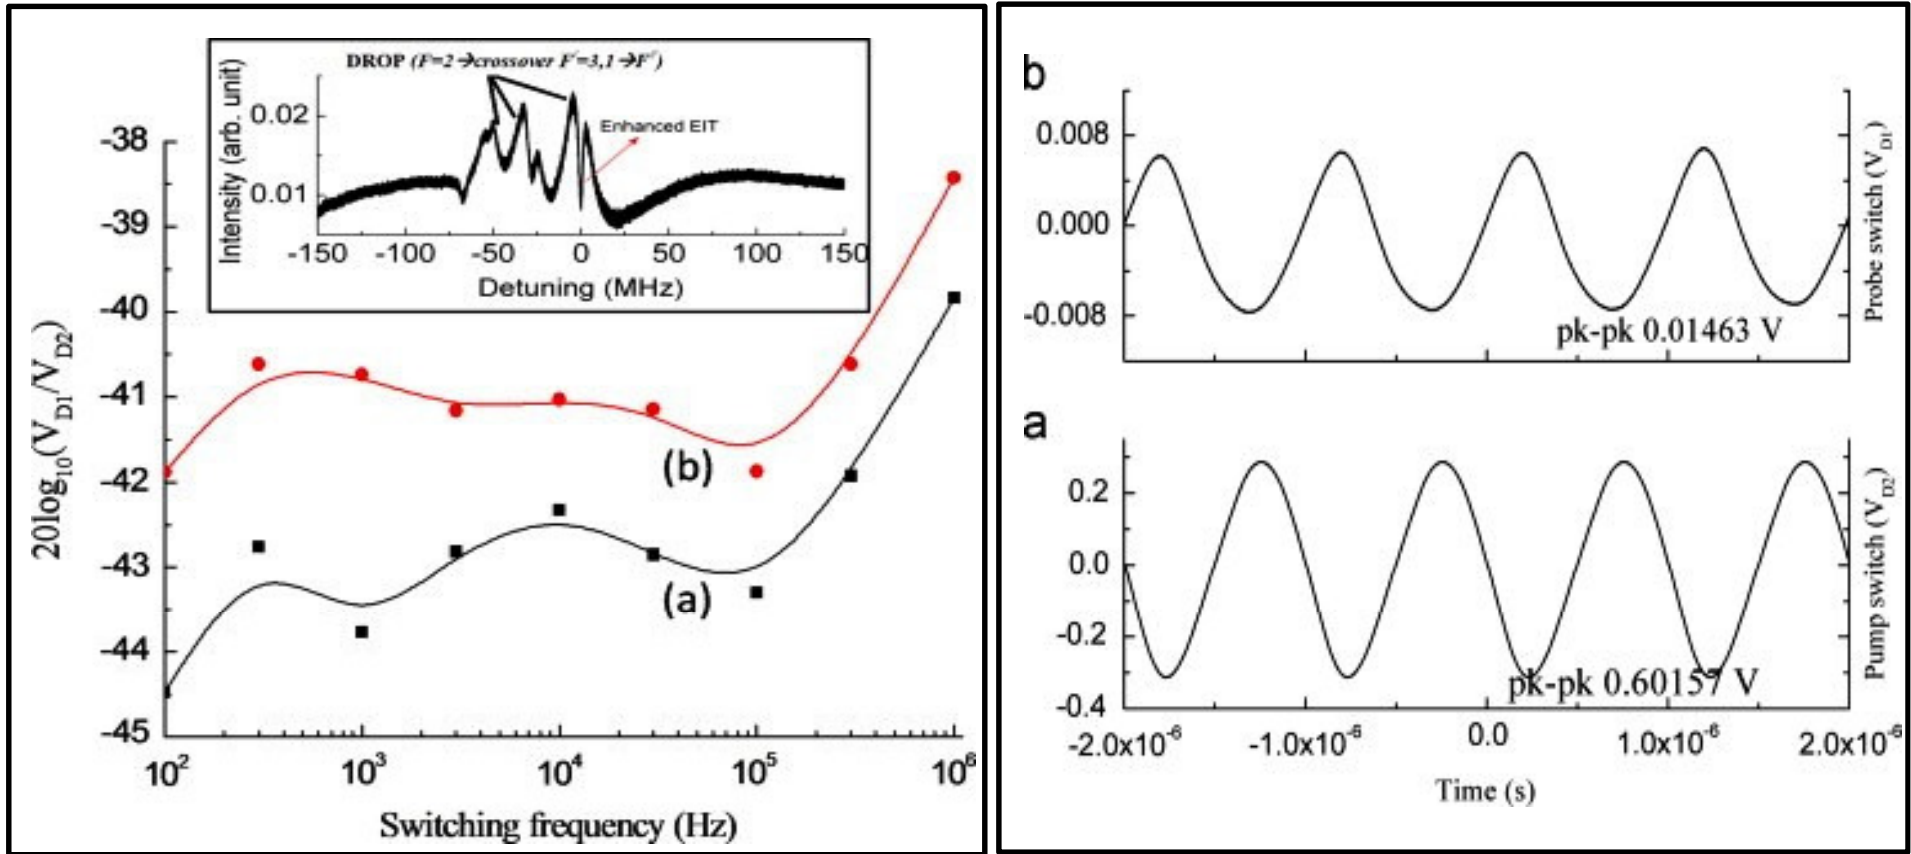 DROP (F=2→crossover F'=3,1→F'')
Enhanced EIT
Intensity (arb. unit)
0.02
0.01
-150 -100 -50 0 50 100 150
Detuning (MHz)
20log10(VD1/VD2)
-38
-39
-40
-41
-42
-43
-44
-45
(b)
(a)
10² 10³ 10⁴ 10⁵ 10⁶
Switching frequency (Hz)
b
0.008
0.000
-0.008
pk-pk 0.01463 V
Probe switch (VD1)
a
0.2
0.0
-0.2
-0.4
pk-pk 0.60157 V
Pump switch (VD2)
-2.0x10⁻⁶ -1.0x10⁻⁶ 0.0 1.0x10⁻⁶ 2.0x10⁻⁶
Time (s)